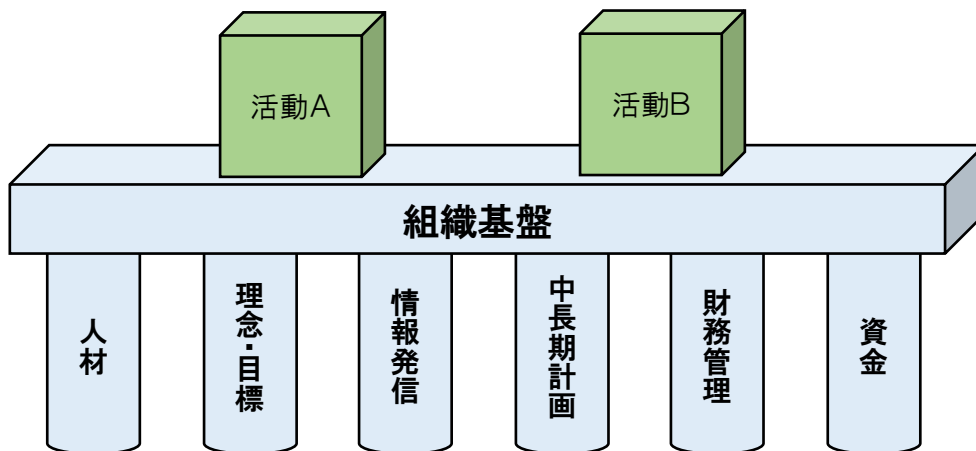 活動A
活動B
組織基盤
人材
理念・目標
情報発信
中長期計画
財務管理
資金